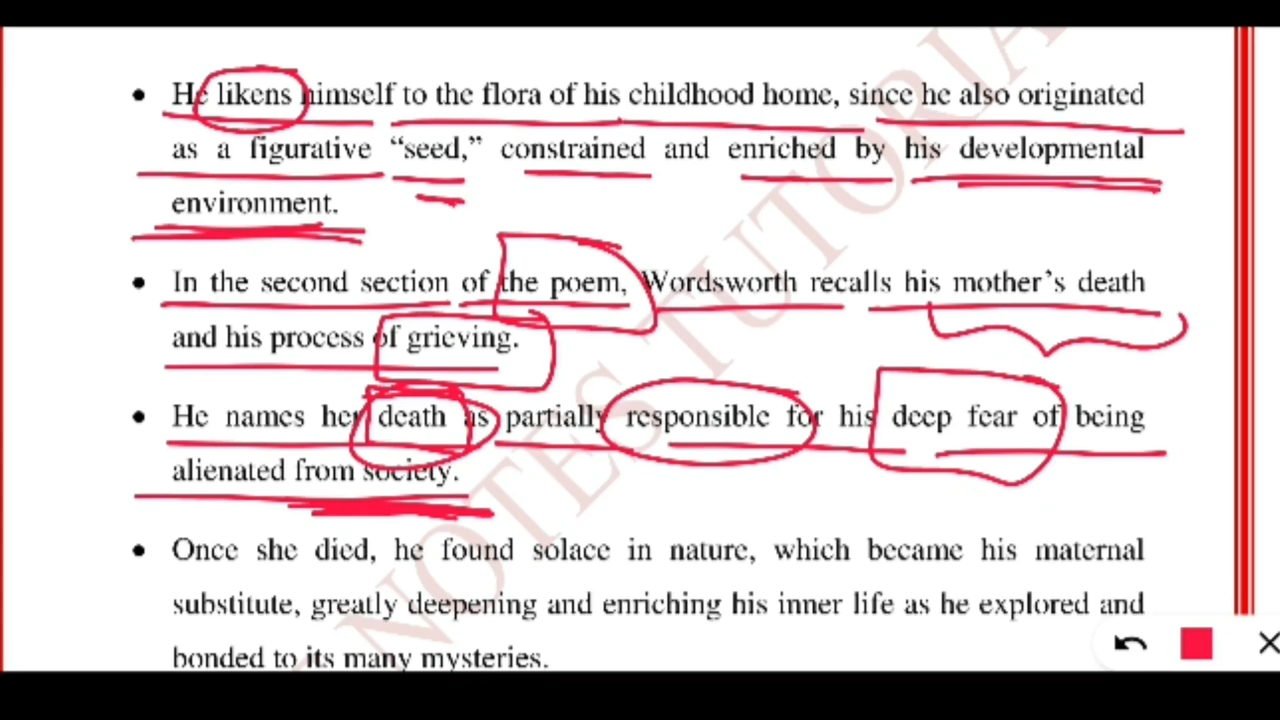 • He likens himself to the flora of his childhood home, since he also originated
as a figurative “seed,” constrained and enriched by his developmental
environment.
• In the second section of the poem, Wordsworth recalls his mother’s death
and his process of grieving.
• He names her death as partially responsible for his deep fear of being
alienated from society.
• Once she died, he found solace in nature, which became his maternal
substitute, greatly deepening and enriching his inner life as he explored and
bonded to its many mysteries.
NOTES TUTORIA